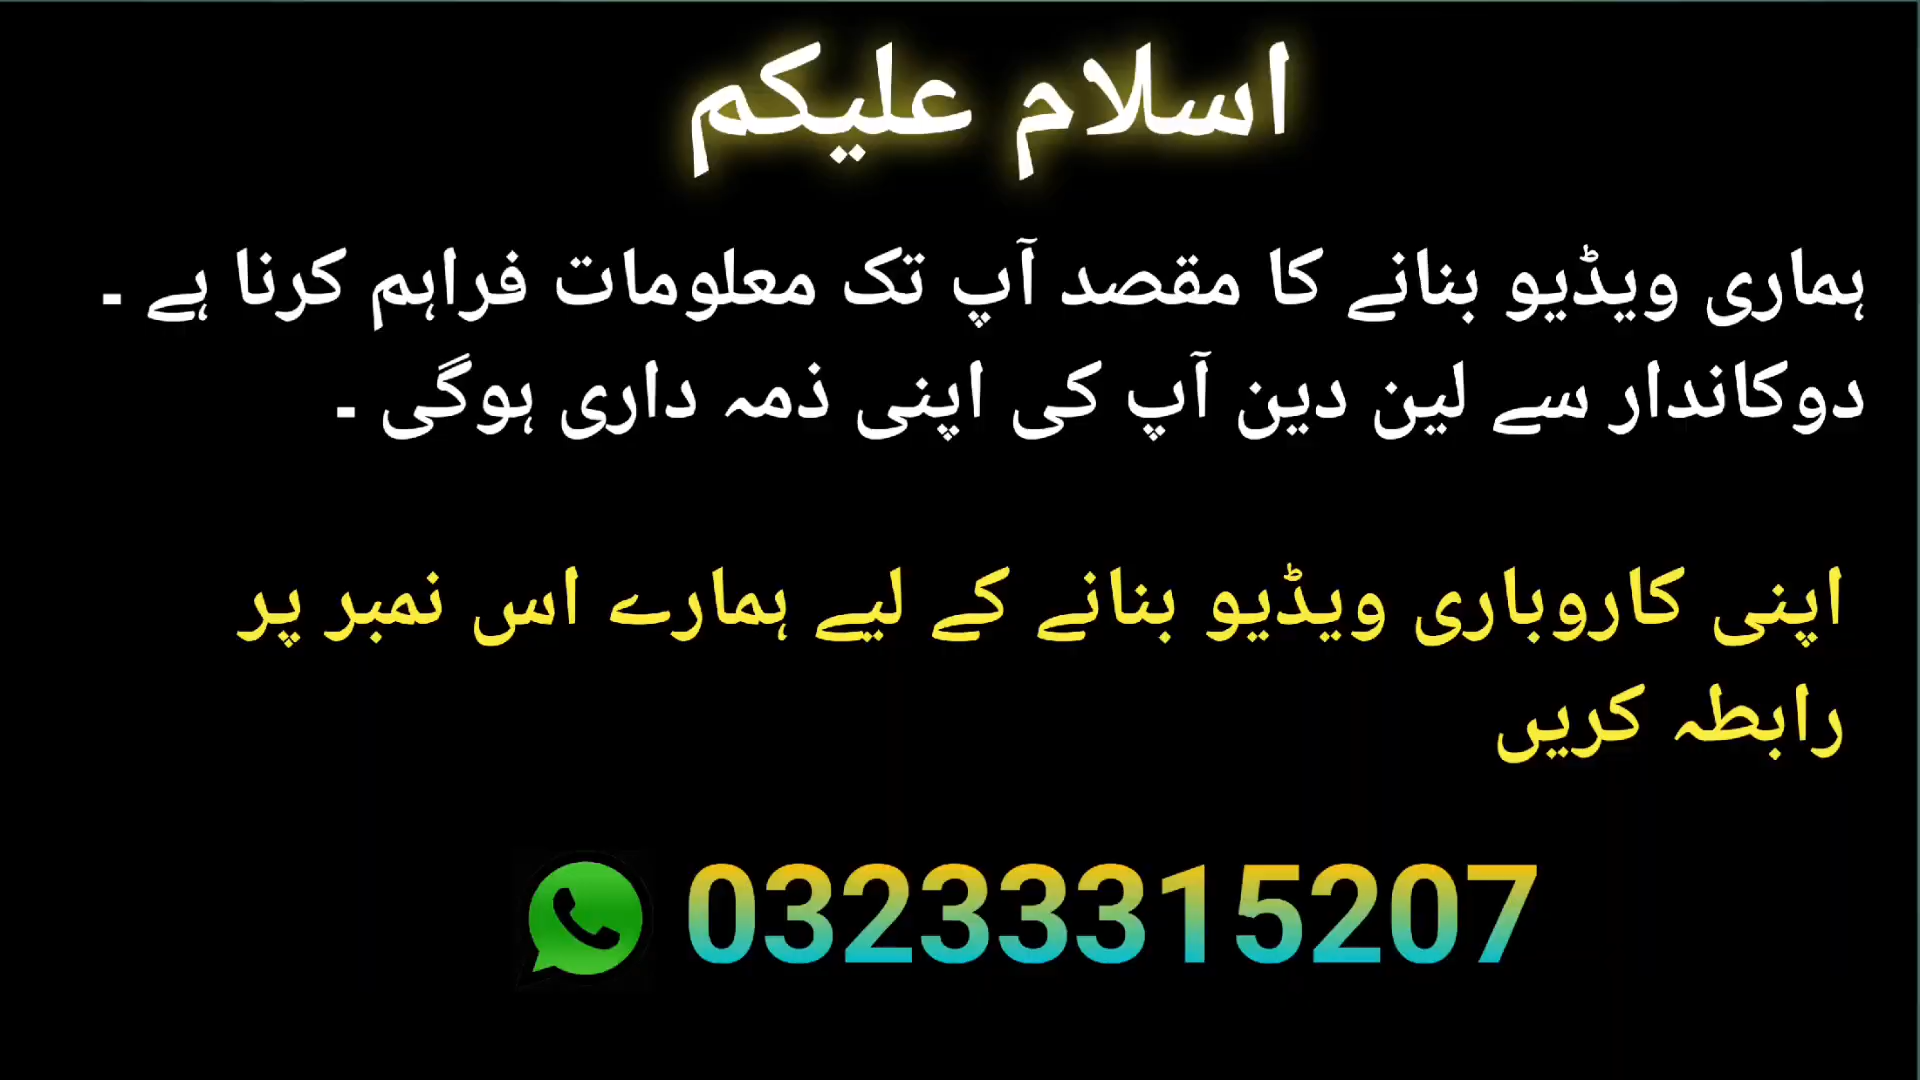 اسلام علیکم
ہماری ویڈیو بنانے کا مقصد آپ تک معلومات فراہم کرنا ہے ۔
دوکاندار سے لین دین آپ کی اپنی ذمہ داری ہوگی ۔
اپنی کاروباری ویڈیو بنانے کے لیے ہمارے اس نمبر پر
رابطہ کریں
03233315207